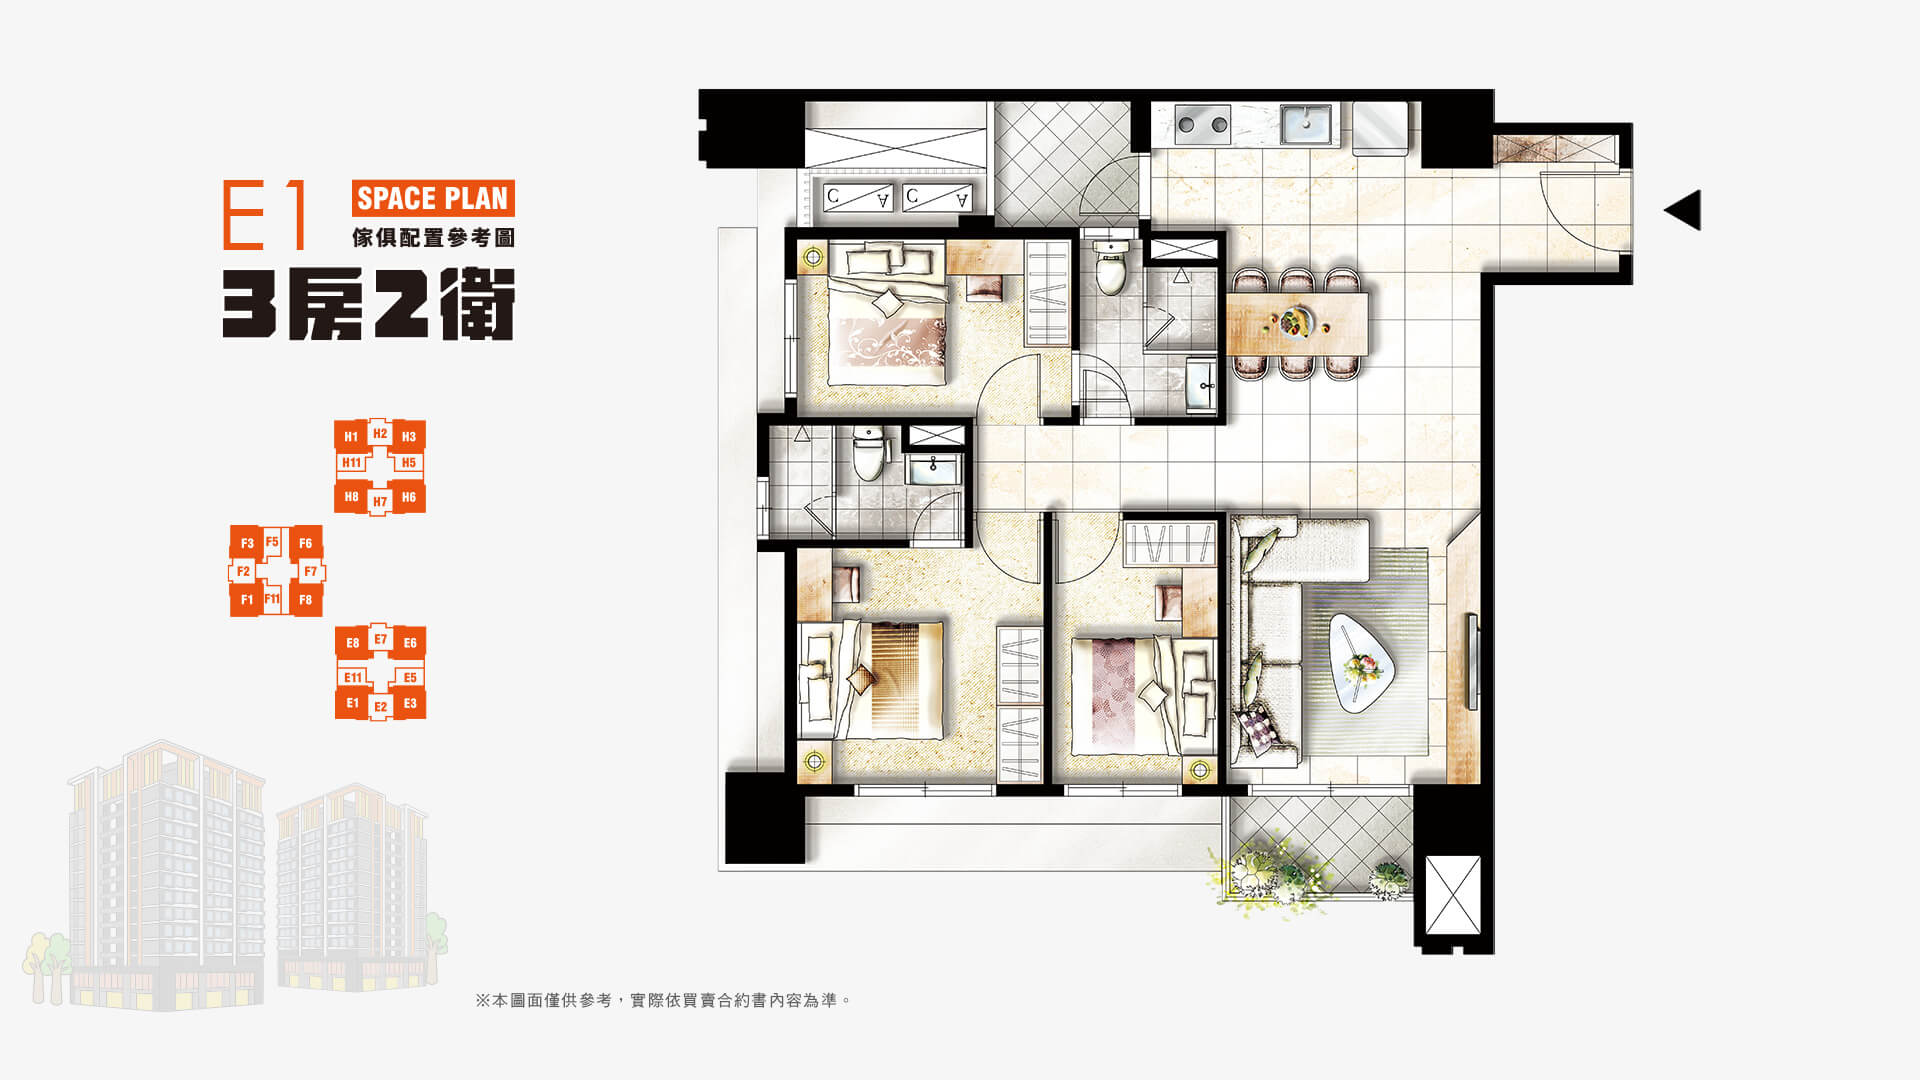 E1
SPACE PLAN
傢俱配置參考圖
3房2衛
H1 H2 H3
H11 H5
H8 H7 H6
F3 F5 F6
F2 F7
F1 F11 F8
E8 E7 E6
E11 E5
E1 E2 E3
C A C A
※本圖面僅供參考，實際依買賣合約書內容為準。